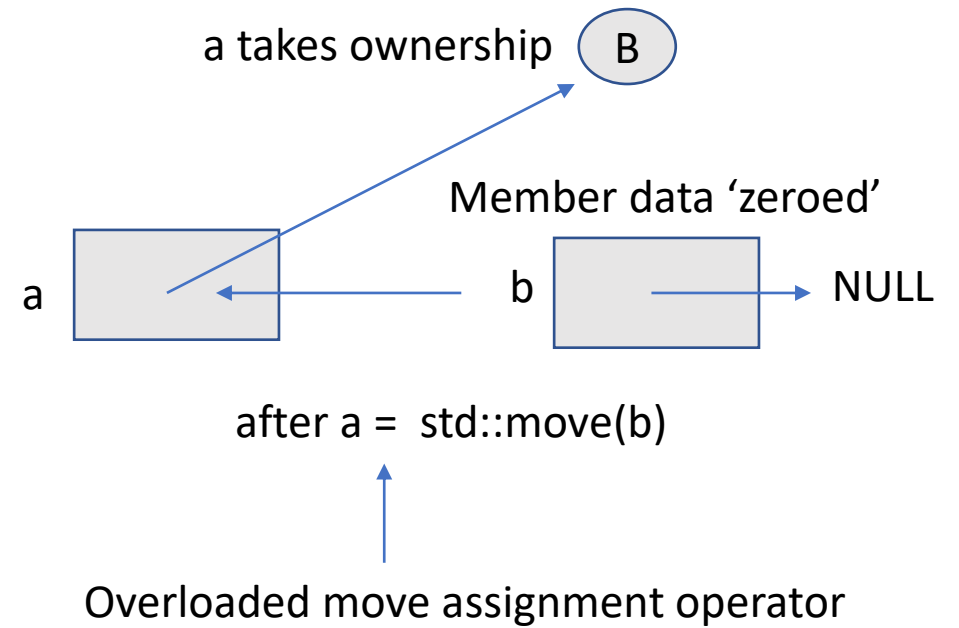 a takes ownership
B
Member data ‘zeroed’
a
b
NULL
after a = std::move(b)
Overloaded move assignment operator